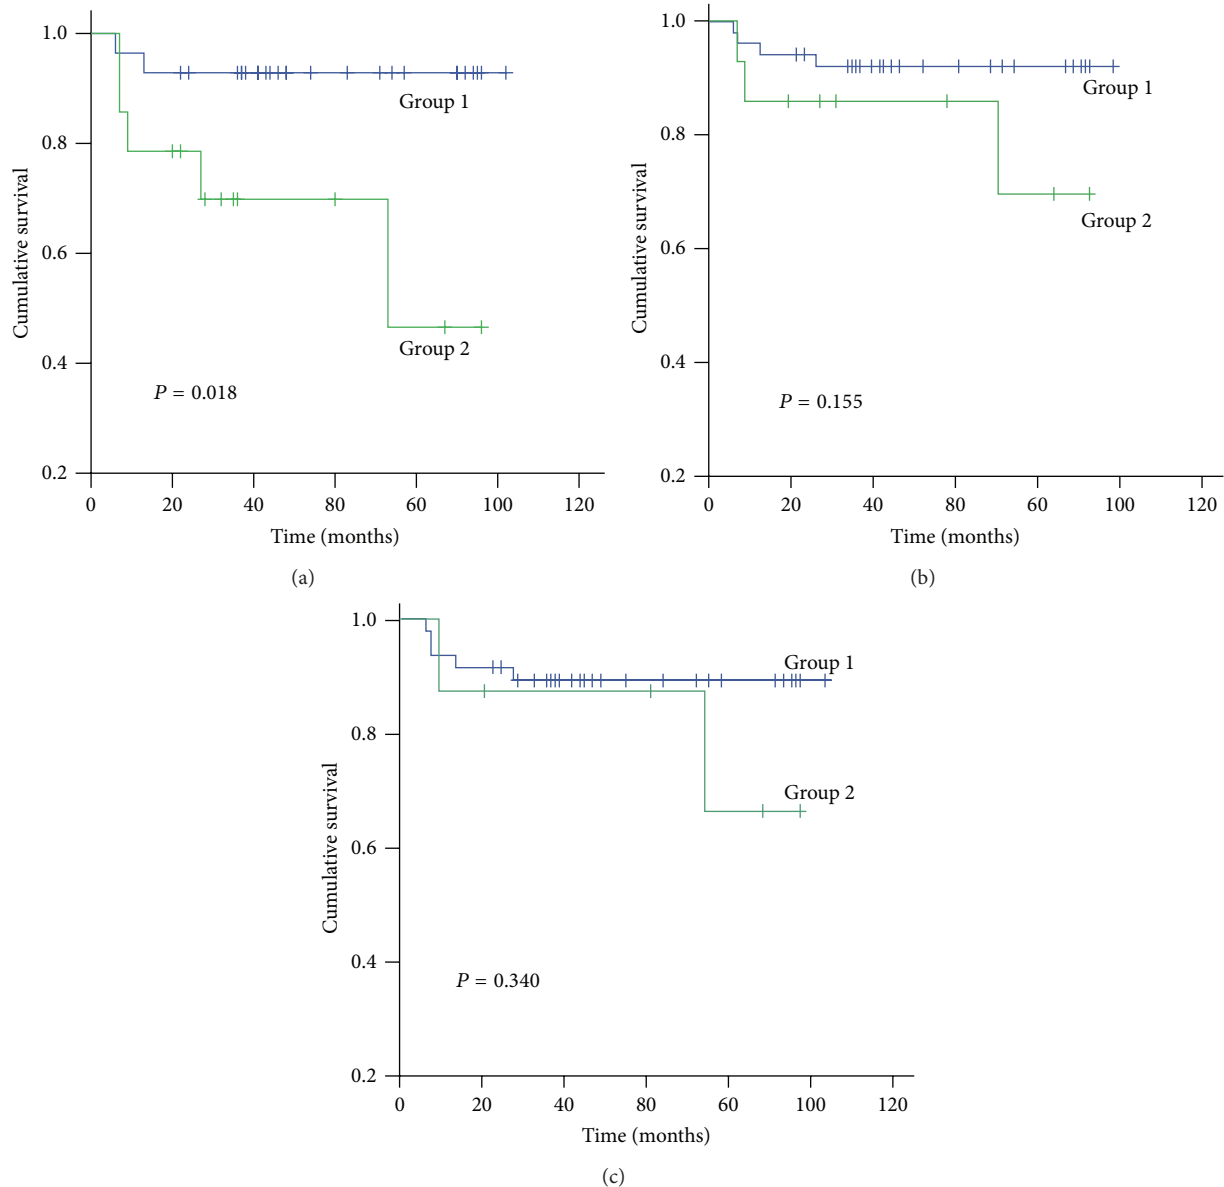 1.0
0.8
0.6
0.4
0.2
Cumulative survival
Group 1
Group 2
P = 0.018
0 20 40 80 60 100 120
Time (months)
(a)
1.0
0.8
0.6
0.4
0.2
Cumulative survival
Group 1
Group 2
P = 0.155
0 20 40 80 60 100 120
Time (months)
(b)
1.0
0.8
0.6
0.4
0.2
Cumulative survival
Group 1
Group 2
P = 0.340
0 20 40 80 60 100 120
Time (months)
(c)